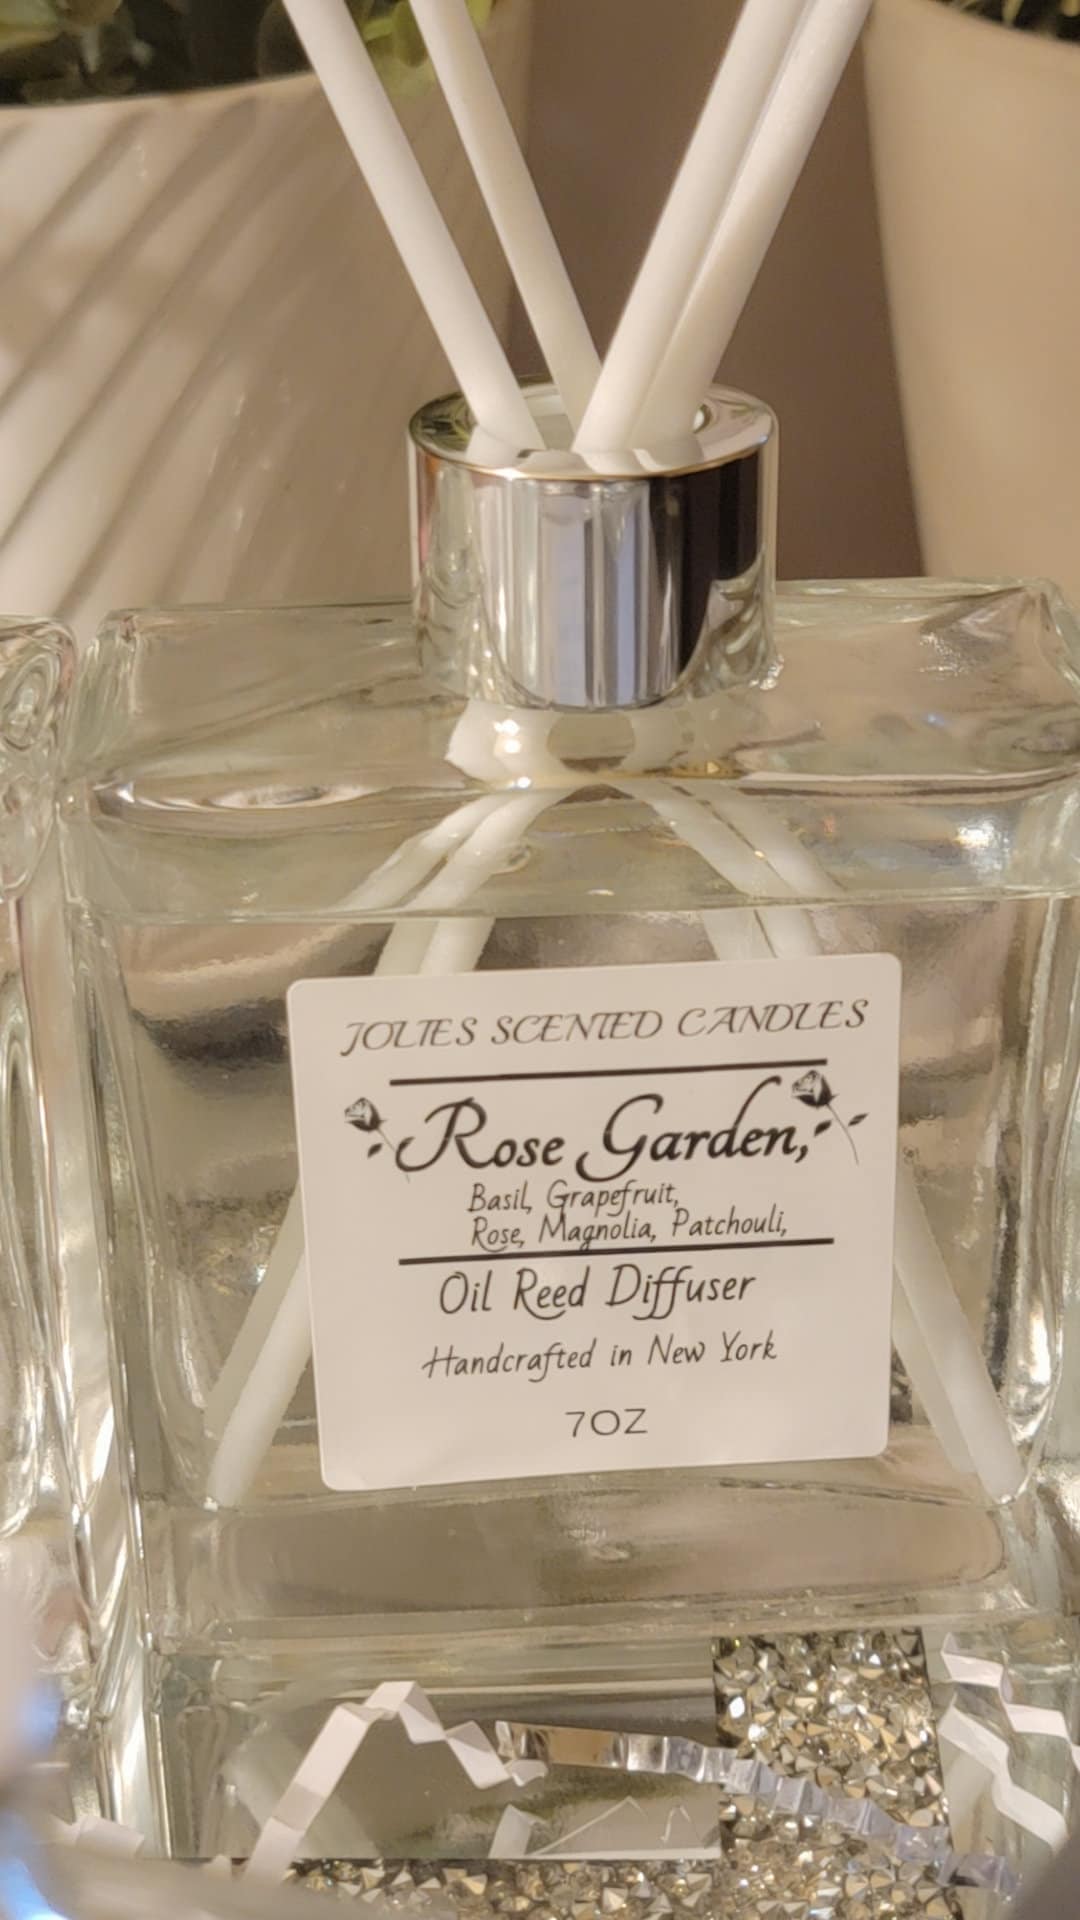 JOLIES SCENTED CANDLES
Rose Garden,
Basil, Grapefruit,
Rose, Magnolia, Patchouli,
Oil Reed Diffuser
Handcrafted in New York
7OZ